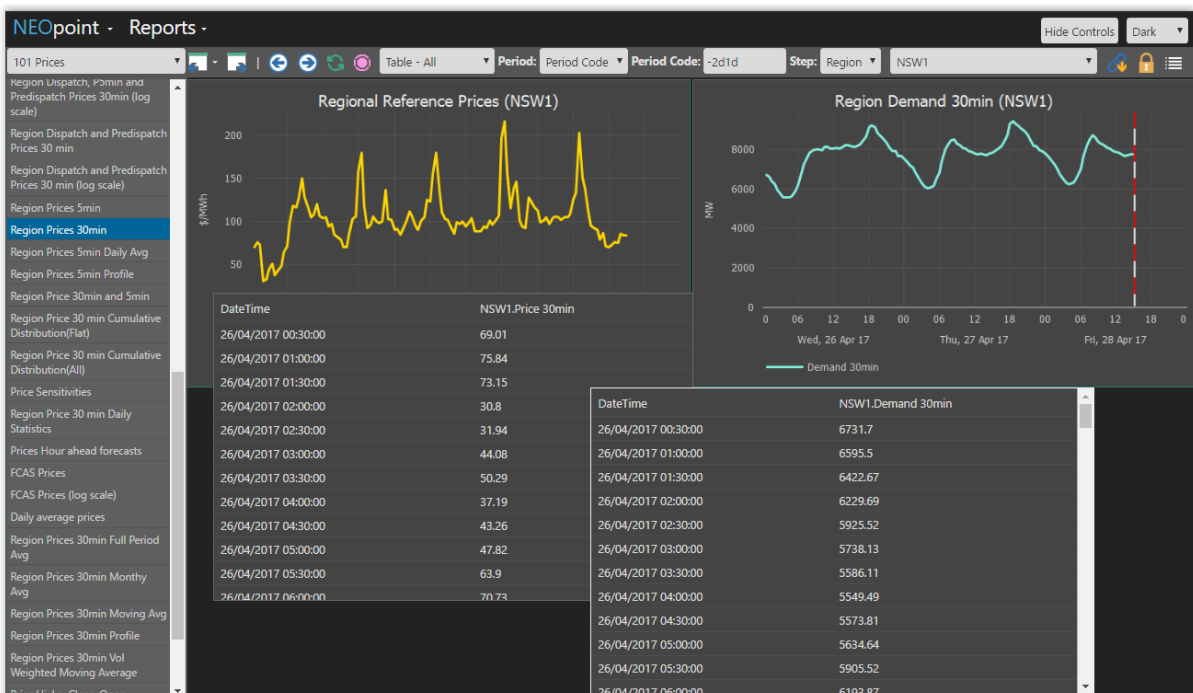 NEOpoint - Reports -
Hide Controls
Dark
101 Prices
Table - All
Period:
Period Code
Period Code:
-2d1d
Step:
Region
NSW1
Region Dispatch, P5min and
Predispatch Prices 30min (log
scale)
Region Dispatch and Predispatch
Prices 30 min
Region Dispatch and Predispatch
Prices 30 min (log scale)
Region Prices 5min
Region Prices 30min
Region Prices 5min Daily Avg
Region Prices 5min Profile
Region Price 30min and 5min
Region Price 30 min Cumulative
Distribution(Flat)
Region Price 30 min Cumulative
Distribution(All)
Price Sensitivities
Region Price 30 min Daily
Statistics
Prices Hour ahead forecasts
FCAS Prices
FCAS Prices (log scale)
Daily average prices
Region Prices 30min Full Period
Avg
Region Prices 30min Monthy
Avg
Region Prices 30min Moving Avg
Region Prices 30min Profile
Region Prices 30min Vol
Weighted Moving Average
Regional Reference Prices (NSW1)
200
150
100
50
$/MWh
Region Demand 30min (NSW1)
8000
6000
4000
2000
0
MW
0 06 12 18 00 06 12 18 00 06 12 18 0
Wed, 26 Apr 17 Thu, 27 Apr 17 Fri, 28 Apr 17
Demand 30min
DateTime NSW1.Price 30min
26/04/2017 00:30:00 69.01
26/04/2017 01:00:00 75.84
26/04/2017 01:30:00 73.15
26/04/2017 02:00:00 30.8
26/04/2017 02:30:00 31.94
26/04/2017 03:00:00 44.08
26/04/2017 03:30:00 50.29
26/04/2017 04:00:00 37.19
26/04/2017 04:30:00 43.26
26/04/2017 05:00:00 47.82
26/04/2017 05:30:00 63.9
26/04/2017 06:00:00 70.73
DateTime NSW1.Demand 30min
26/04/2017 00:30:00 6731.7
26/04/2017 01:00:00 6595.5
26/04/2017 01:30:00 6422.67
26/04/2017 02:00:00 6229.69
26/04/2017 02:30:00 5925.52
26/04/2017 03:00:00 5738.13
26/04/2017 03:30:00 5586.11
26/04/2017 04:00:00 5549.49
26/04/2017 04:30:00 5573.81
26/04/2017 05:00:00 5634.64
26/04/2017 05:30:00 5905.52
26/04/2017 06:00:00 6193.87